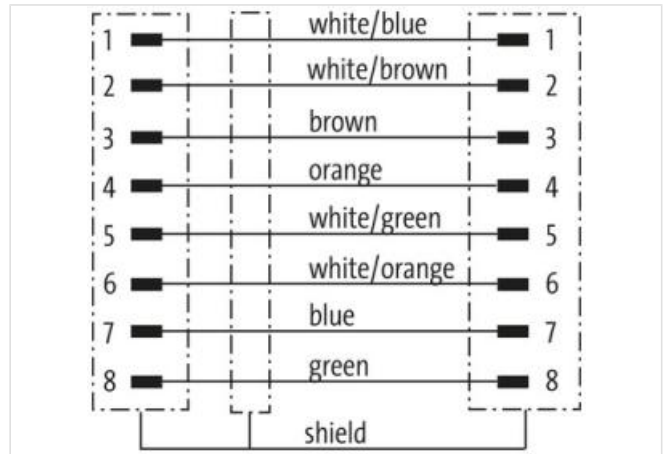 white/blue
1 1
white/brown
2 2
brown
3 3
orange
4 4
white/green
5 5
white/orange
6 6
blue
7 7
green
8 8
shield